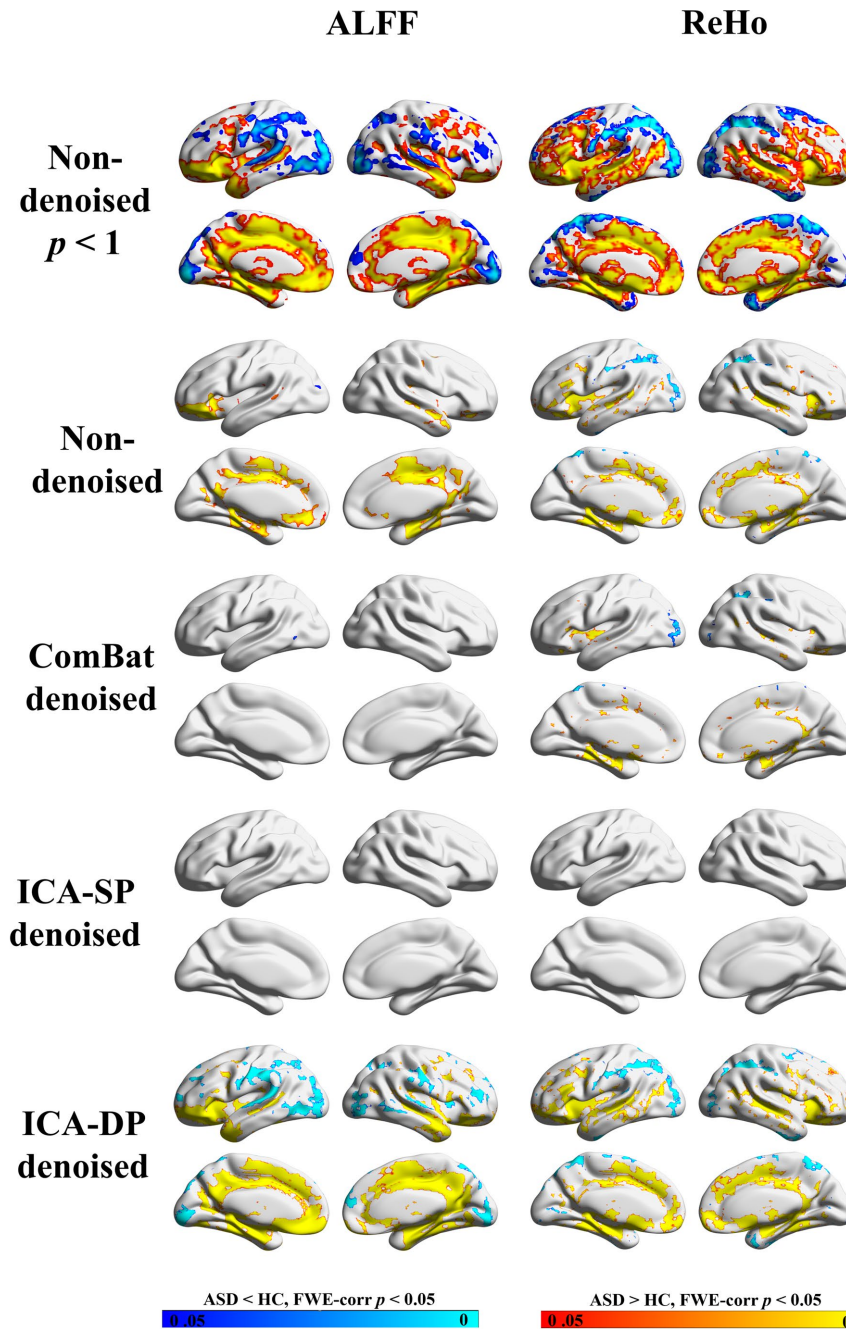 ALFF ReHo
Non-
denoised
p < 1
Non-
denoised
ComBat
denoised
ICA-SP
denoised
ICA-DP
denoised
ASD < HC, FWE-corr p < 0.05 ASD > HC, FWE-corr p < 0.05
0 .05 0 0 .05